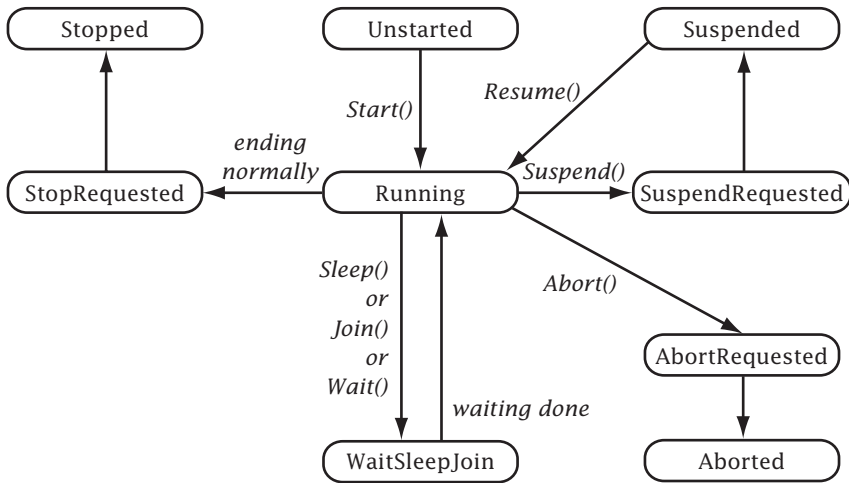 Stopped
Unstarted
Suspended
Start()
Resume()
ending
normally
Suspend()
StopRequested
Running
SuspendRequested
Sleep()
or
Join()
or
Wait()
Abort()
AbortRequested
waiting done
WaitSleepJoin
Aborted